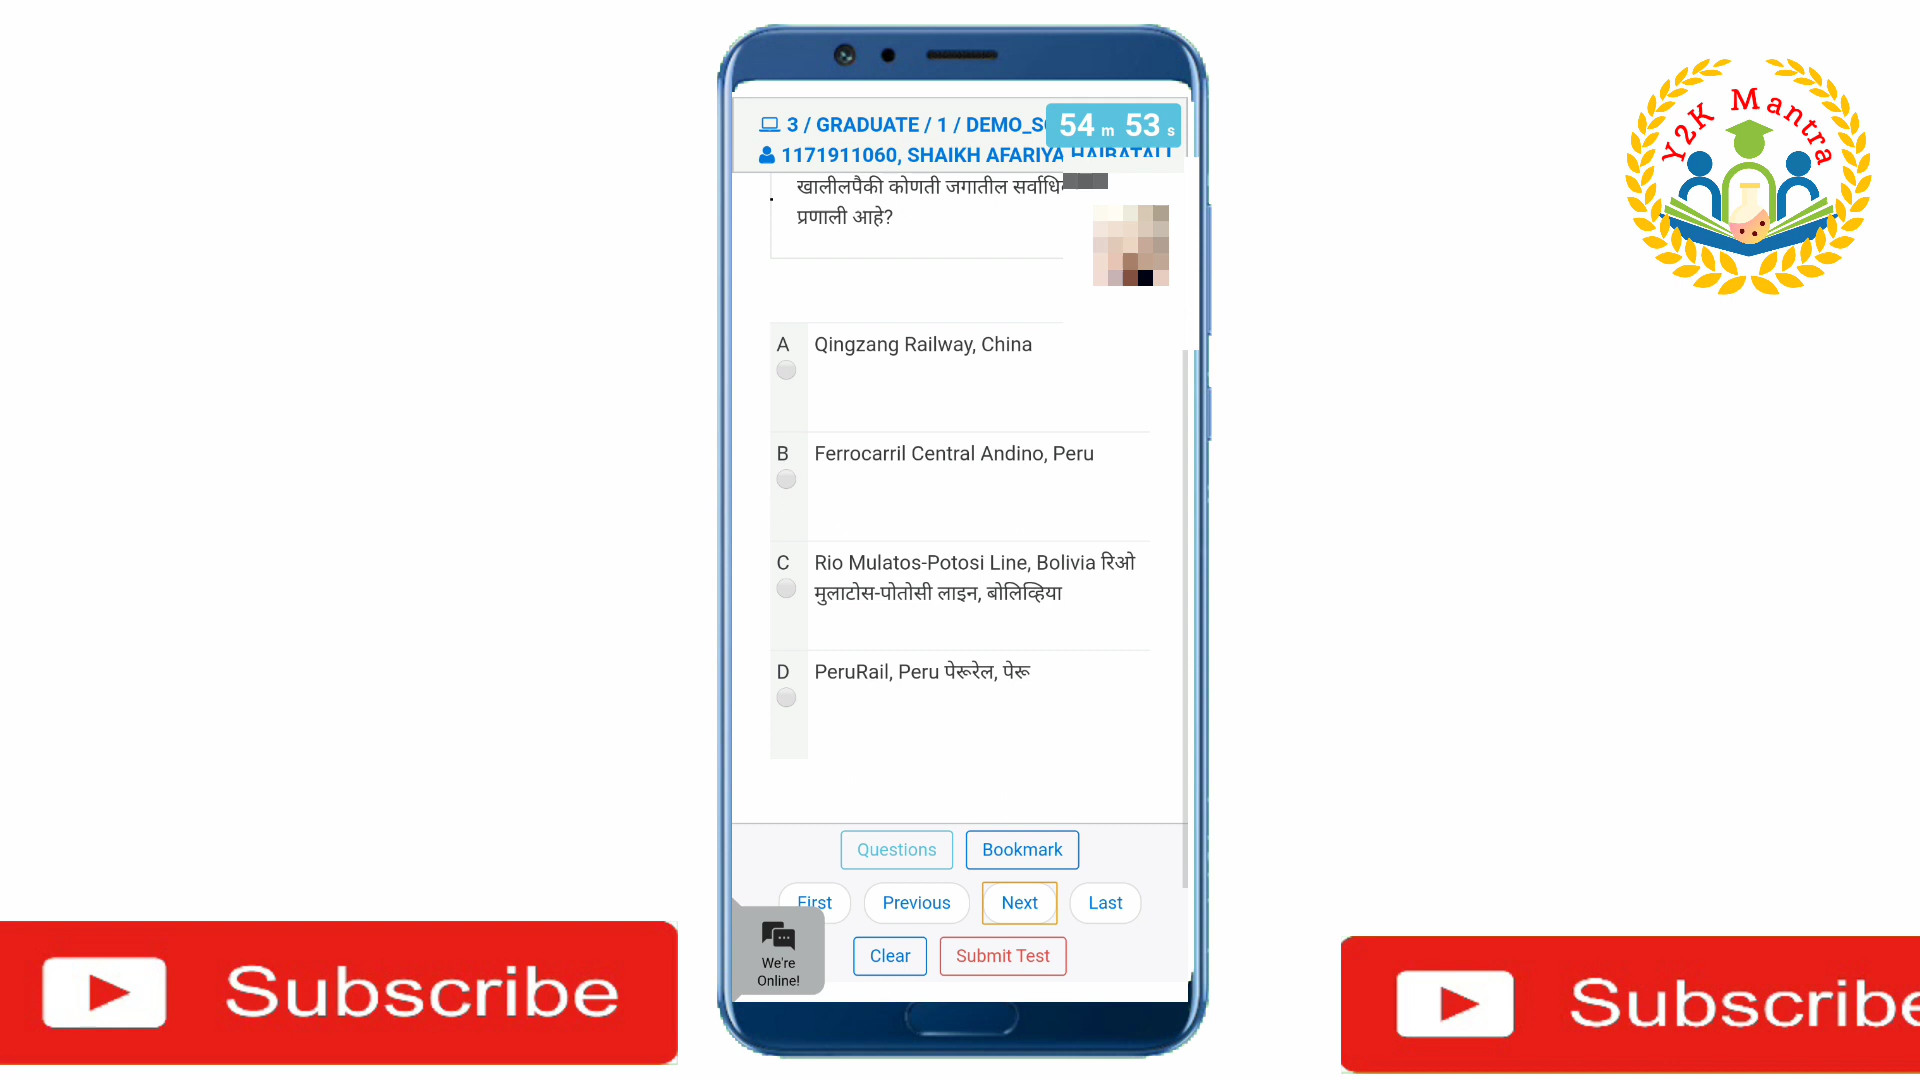 3 / GRADUATE / 1 / DEMO_
54 m 53 s
1171911060, SHAIKH AFARIYA HAIBATALI
खालीलपैकी कोणती जगातील
प्रणाली आहे?
A Qingzang Railway, China
B Ferrocarril Central Andino, Peru
C Rio Mulatos-Potosi Line, Bolivia रिओ
मुलाटोस-पोतोसी लाइन, बोलिव्हिया
D PeruRail, Peru पेरूरेल, पेरू
Questions Bookmark
First Previous Next Last
We're
Online!
Clear Submit Test
Y2K Mantra
Subscribe
Subscribe